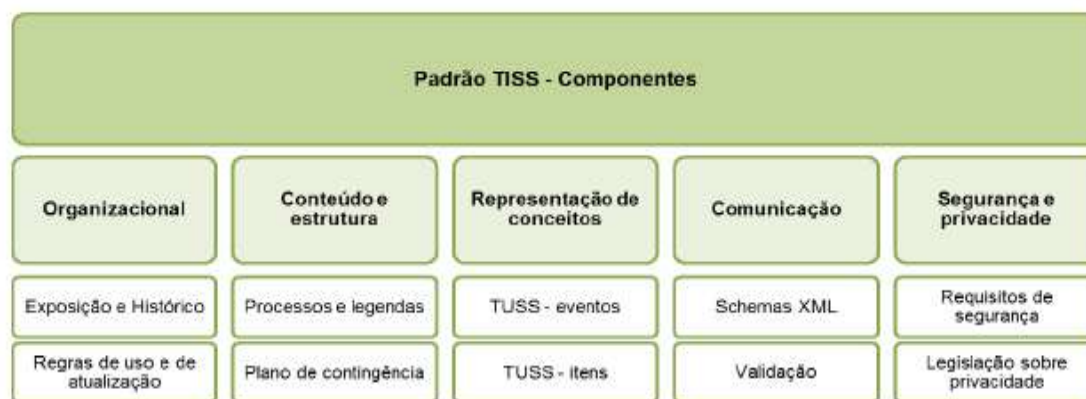 Padrão TISS - Componentes
Organizacional
Conteúdo e
estrutura
Representação de
conceitos
Comunicação
Segurança e
privacidade
Exposição e Histórico
Processos e legendas
TUSS - eventos
Schemas XML
Requisitos de
segurança
Regras de uso e de
atualização
Plano de contingência
TUSS - itens
Validação
Legislação sobre
privacidade